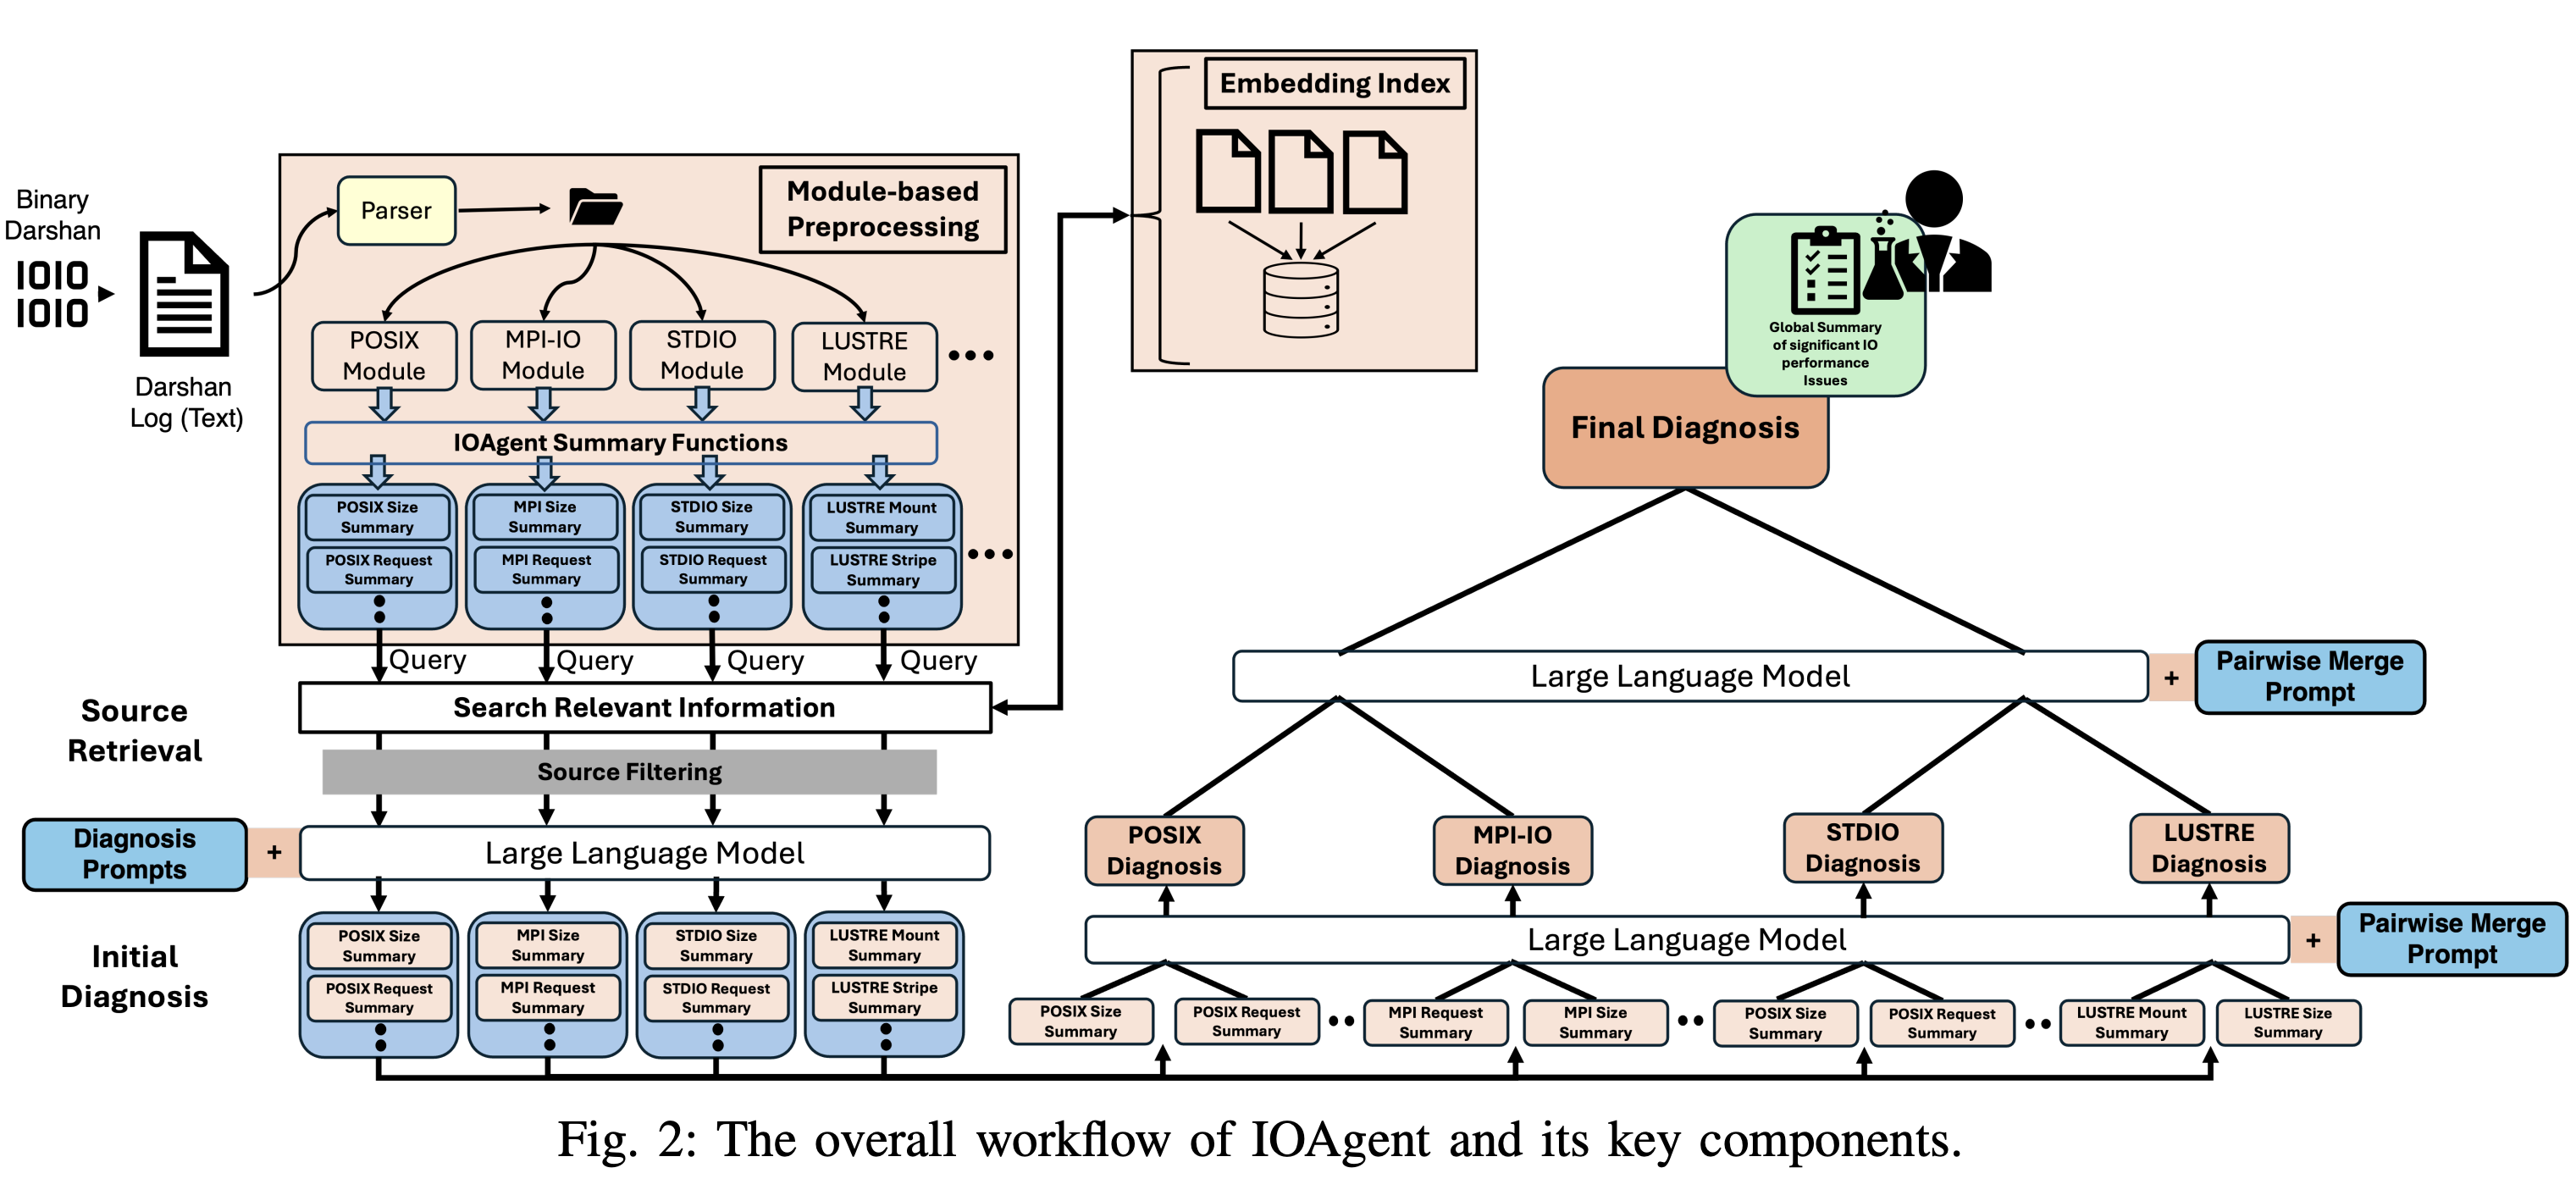 Binary
Darshan
IOIO
IOIO
Darshan
Log (Text)
Parser
Module-based
Preprocessing
POSIX
Module
MPI-IO
Module
STDIO
Module
LUSTRE
Module
IOAgent Summary Functions
POSIX Size
Summary
POSIX Request
Summary
MPI Size
Summary
MPI Request
Summary
STDIO Size
Summary
STDIO Request
Summary
LUSTRE Mount
Summary
LUSTRE Stripe
Summary
Query
Query
Query
Query
Embedding Index
Source
Retrieval
Search Relevant Information
Source Filtering
Diagnosis
Prompts
+
Large Language Model
Initial
Diagnosis
POSIX Size
Summary
POSIX Request
Summary
MPI Size
Summary
MPI Request
Summary
STDIO Size
Summary
STDIO Request
Summary
LUSTRE Mount
Summary
LUSTRE Stripe
Summary
Global Summary
of significant IO
performance
Issues
Final Diagnosis
Large Language Model
+
Pairwise Merge
Prompt
POSIX
Diagnosis
MPI-IO
Diagnosis
STDIO
Diagnosis
LUSTRE
Diagnosis
Large Language Model
+
Pairwise Merge
Prompt
POSIX Size
Summary
POSIX Request
Summary
MPI Request
Summary
MPI Size
Summary
POSIX Size
Summary
POSIX Request
Summary
LUSTRE Mount
Summary
LUSTRE Size
Summary
Fig. 2: The overall workflow of IOAgent and its key components.